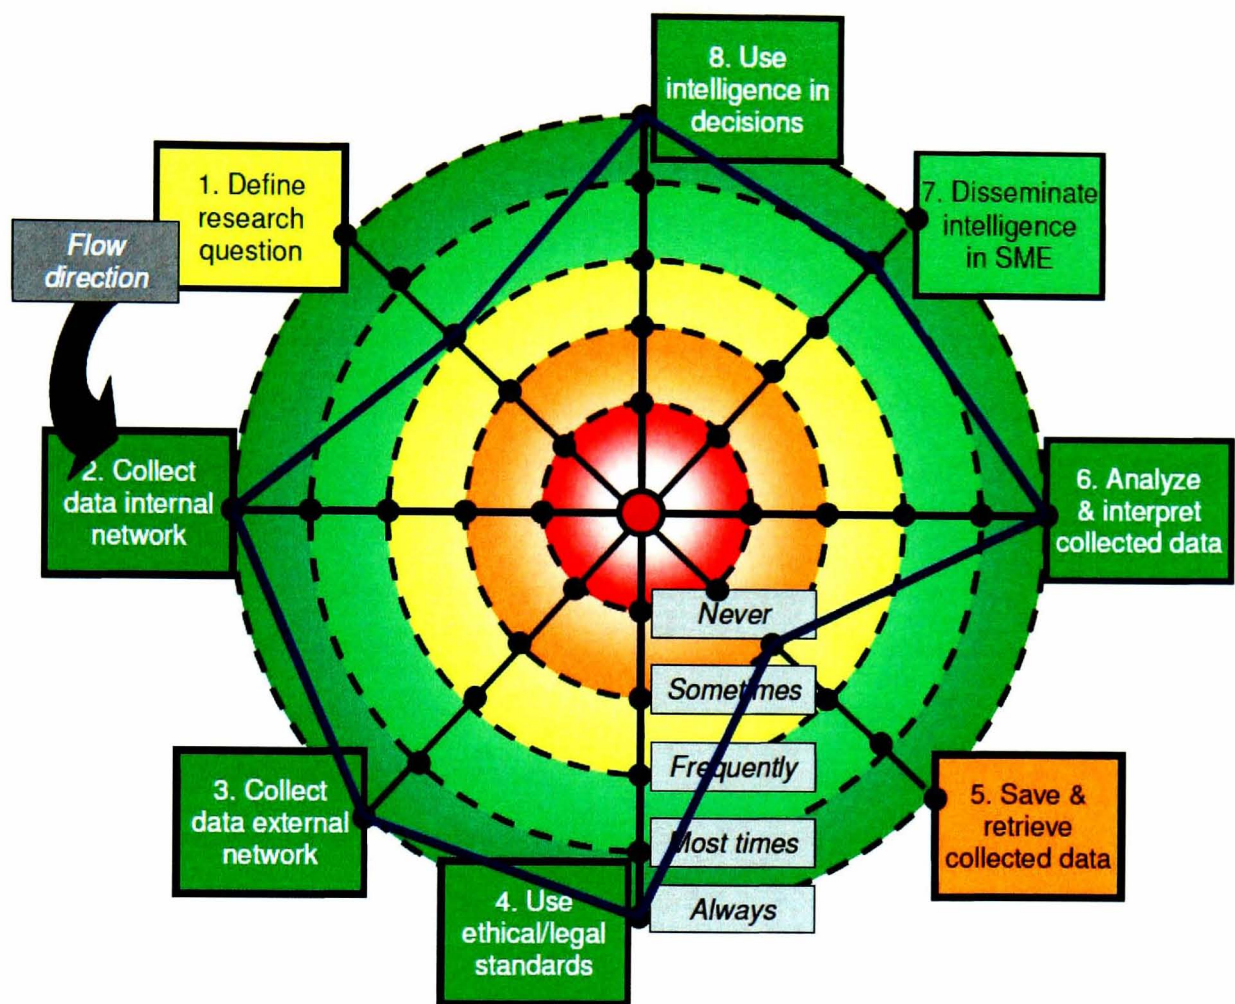 8. Use
intelligence in
decisions
1. Define
research
question
7. Disseminate
intelligence
in SME
Flow
direction
2. Collect
data internal
network
6. Analyze
& interpret
collected data
Never
Sometimes
Frequently
Most times
Always
3. Collect
data external
network
5. Save &
retrieve
collected data
4. Use
ethical/legal
standards